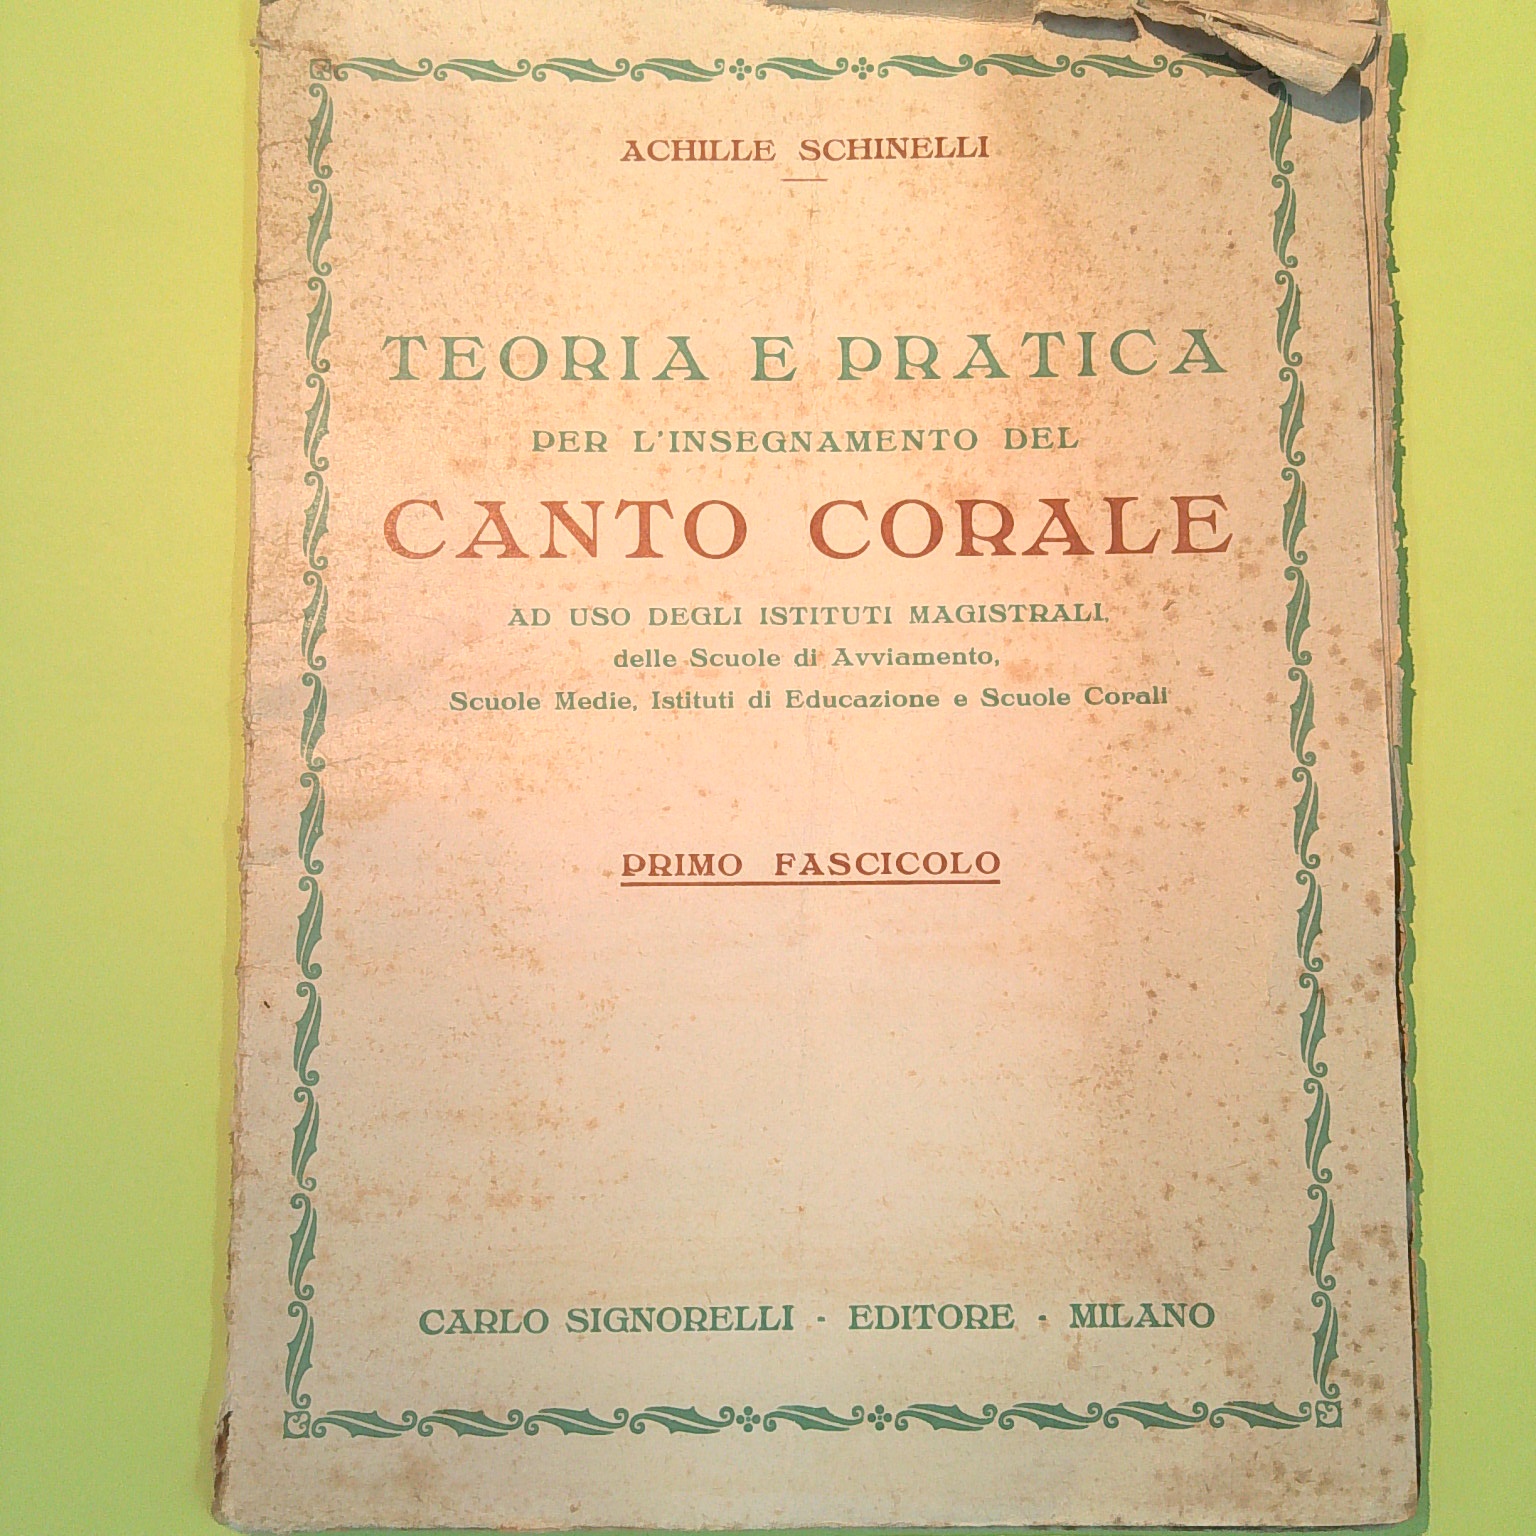 ACHILLE SCHINELLI
TEORIA E PRATICA
PER L'INSEGNAMENTO DEL
CANTO CORALE
AD USO DEGLI ISTITUTI MAGISTRALI,
delle Scuole di Avviamento,
Scuole Medie, Istituti di Educazione e Scuole Corali
PRIMO FASCICOLO
CARLO SIGNORELLI - EDITORE - MILANO